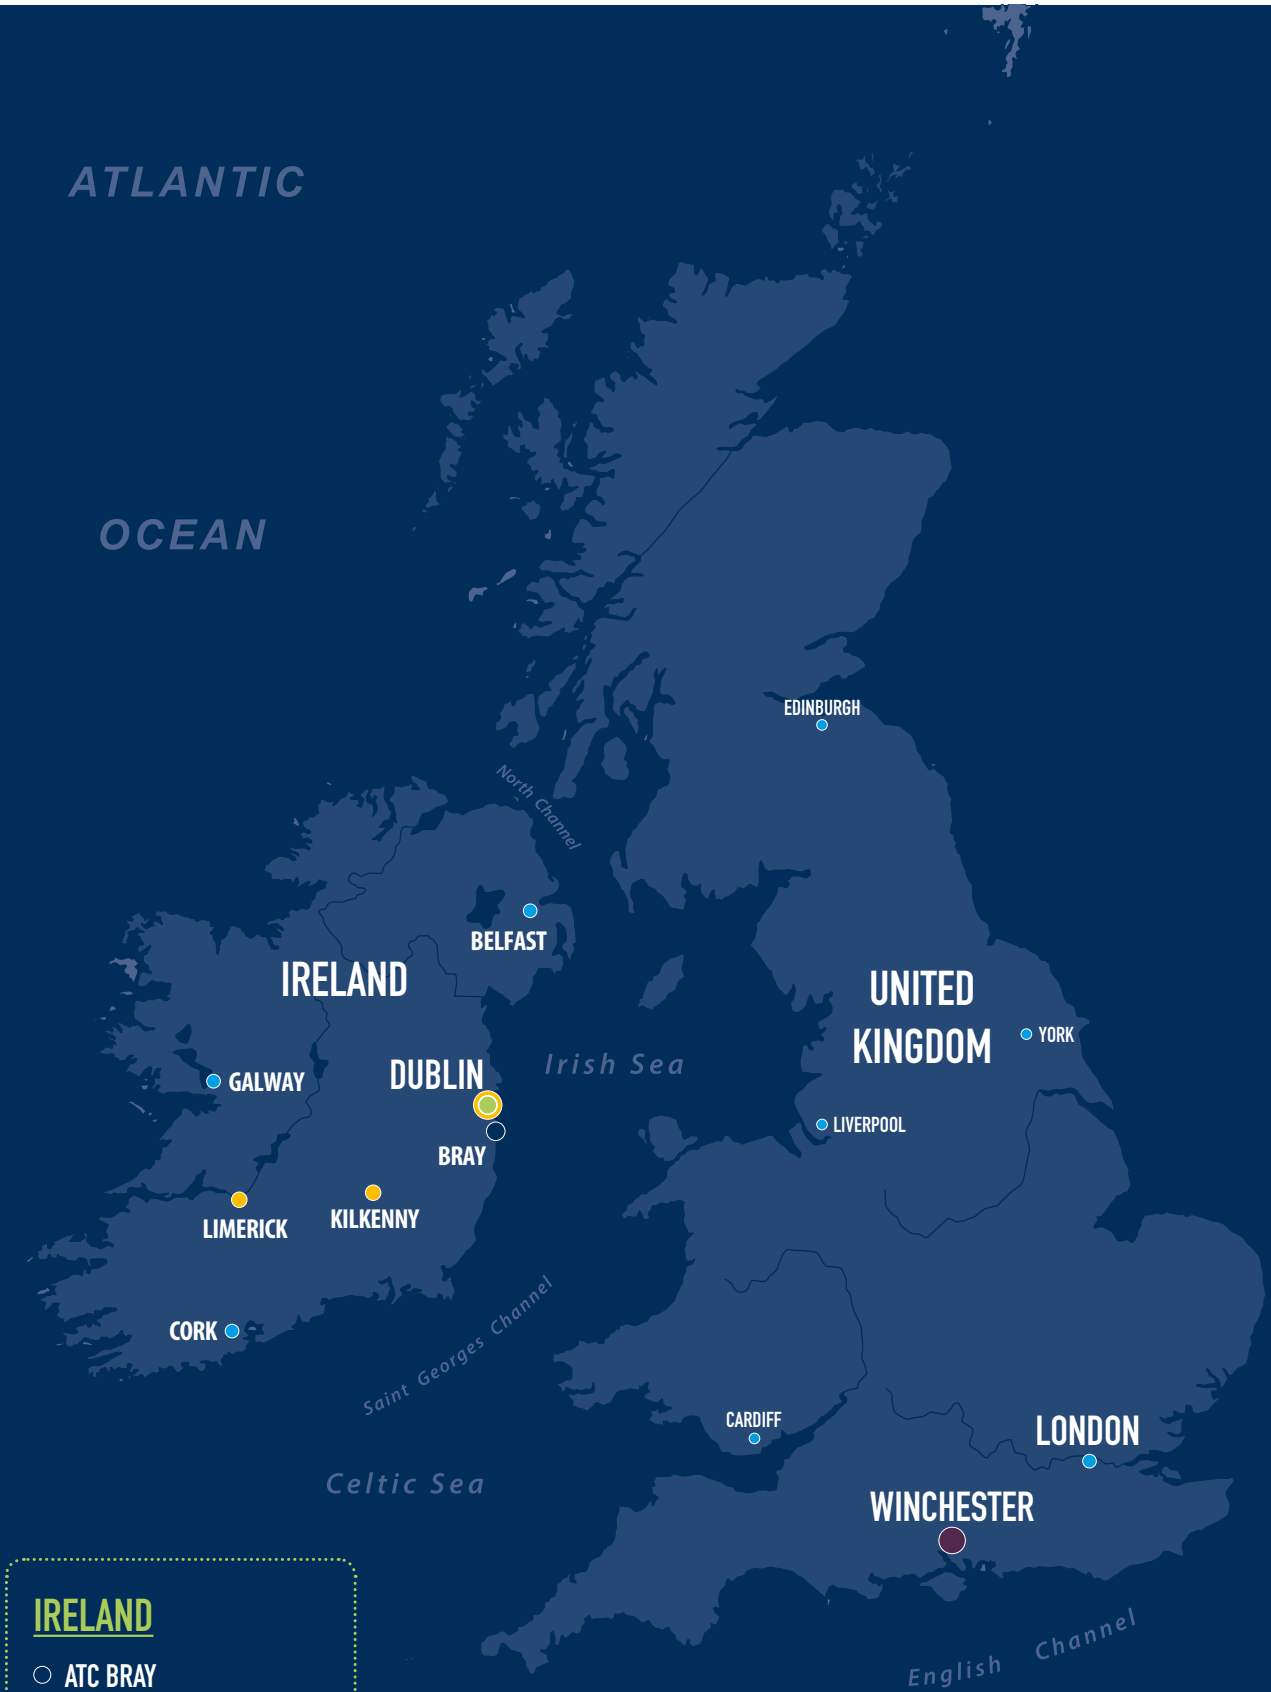 ATLANTIC
OCEAN
EDINBURGH
North Channel
BELFAST
IRELAND
UNITED
KINGDOM
YORK
Irish Sea
DUBLIN
GALWAY
LIVERPOOL
BRAY
LIMERICK
KILKENNY
CORK
Saint Georges Channel
CARDIFF
LONDON
Celtic Sea
WINCHESTER
English Channel
IRELAND
ATC BRAY